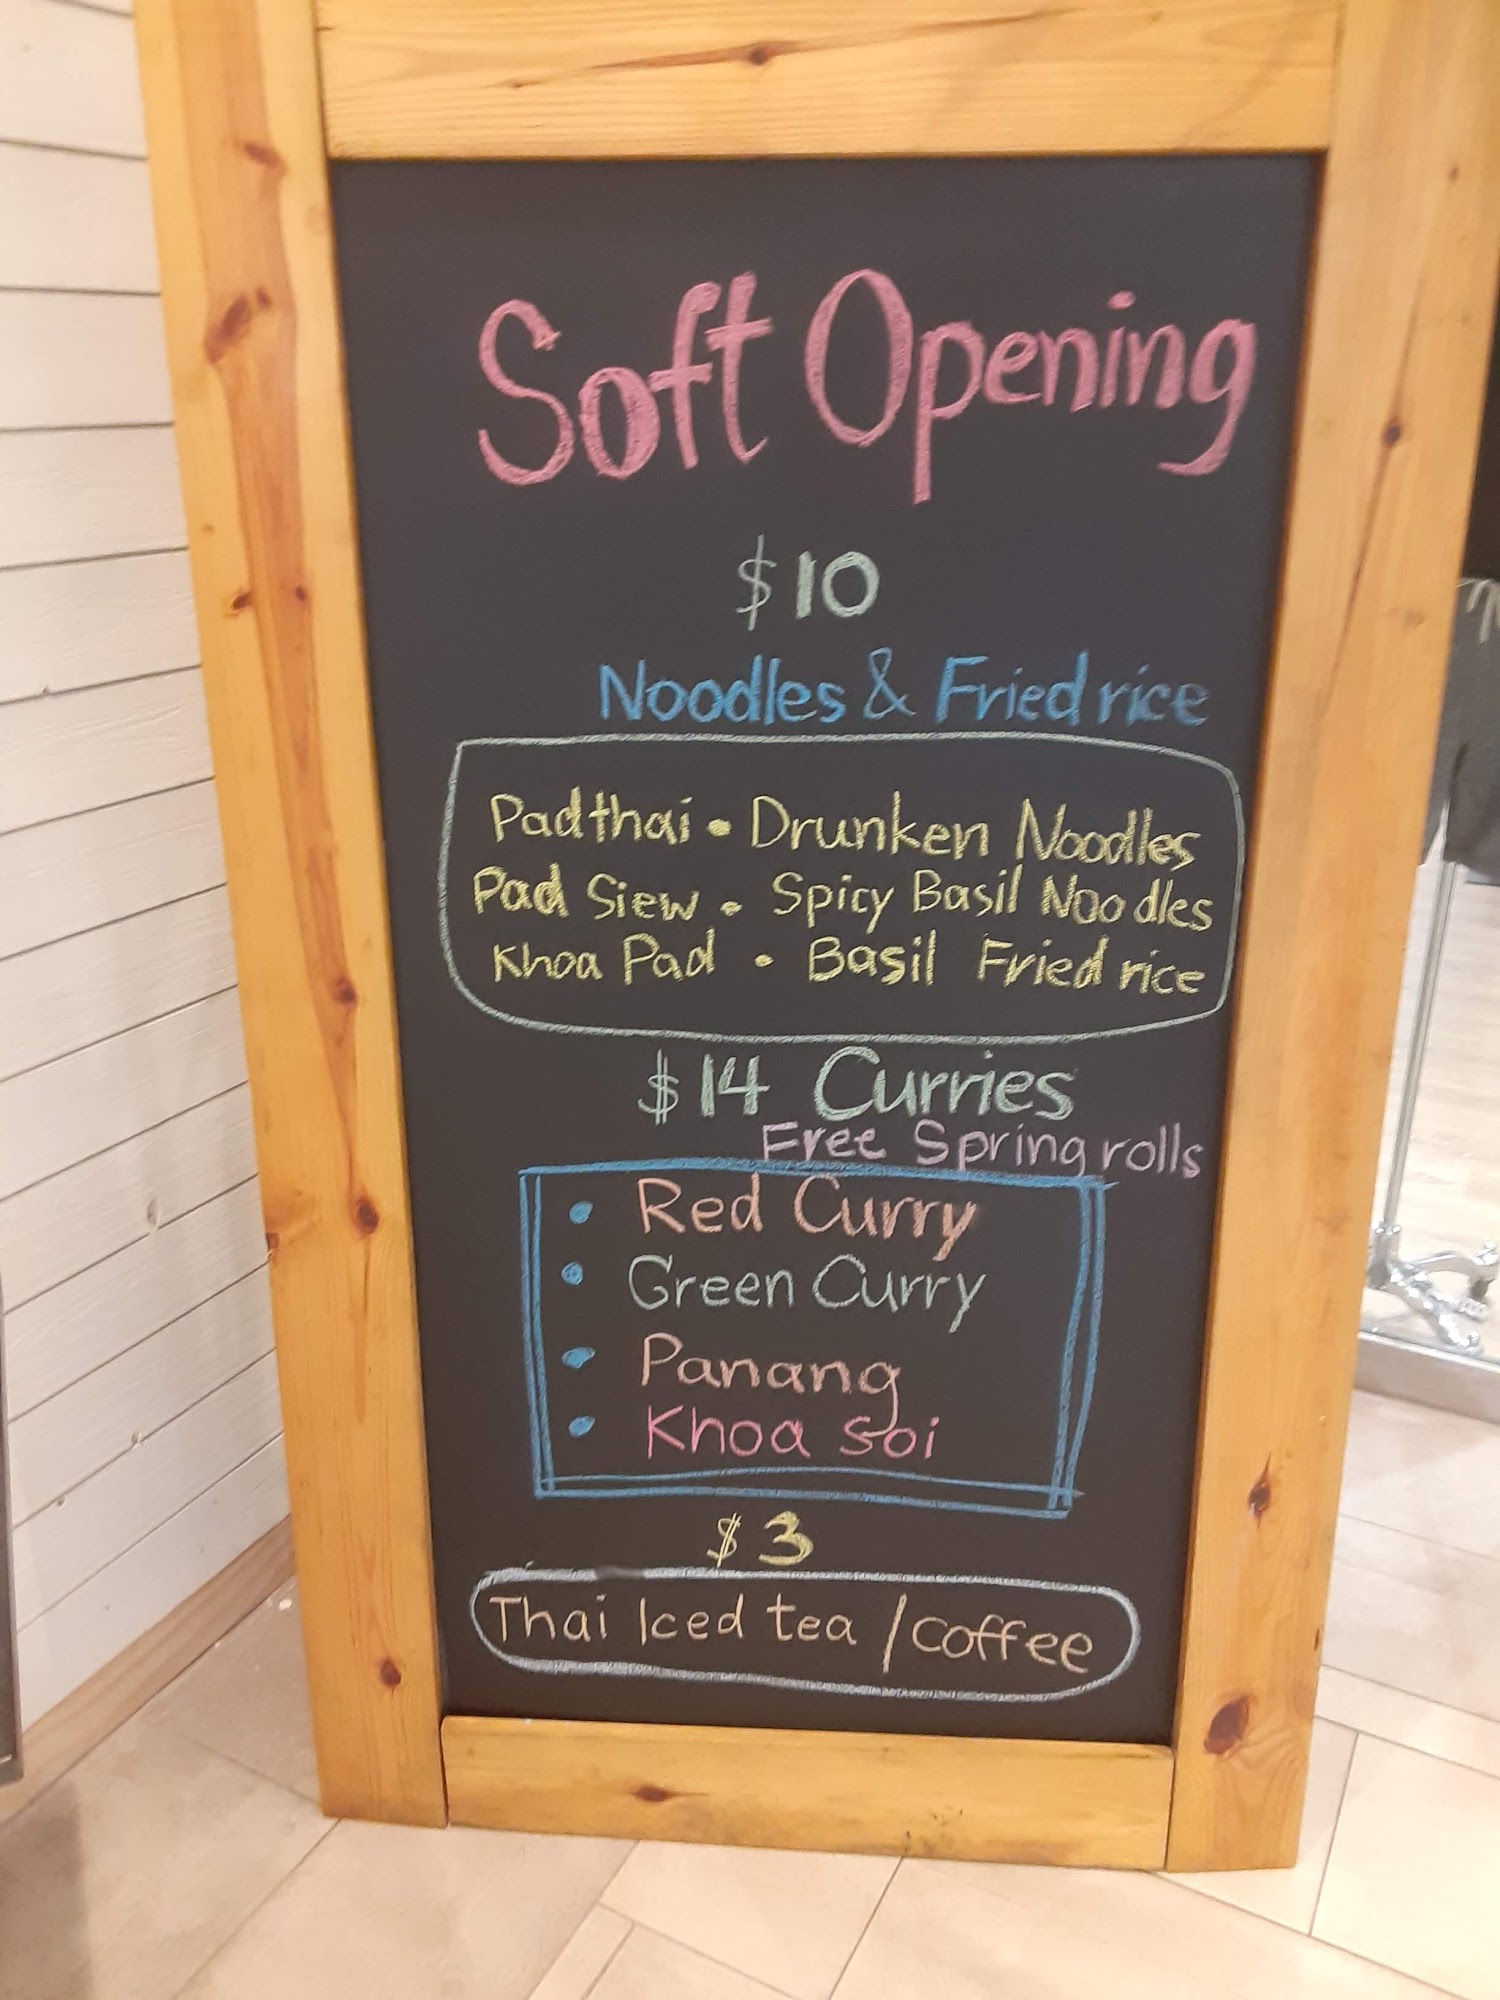 Soft Opening
$10
Noodles & Fried rice
Padthai • Drunken Noodles
Pad Siew • Spicy Basil Noodles
Khoa Pad • Basil Fried rice
$14 Curries
Free Spring rolls
• Red Curry
• Green Curry
• Panang
• Khoa soi
$3
Thai Iced tea / coffee